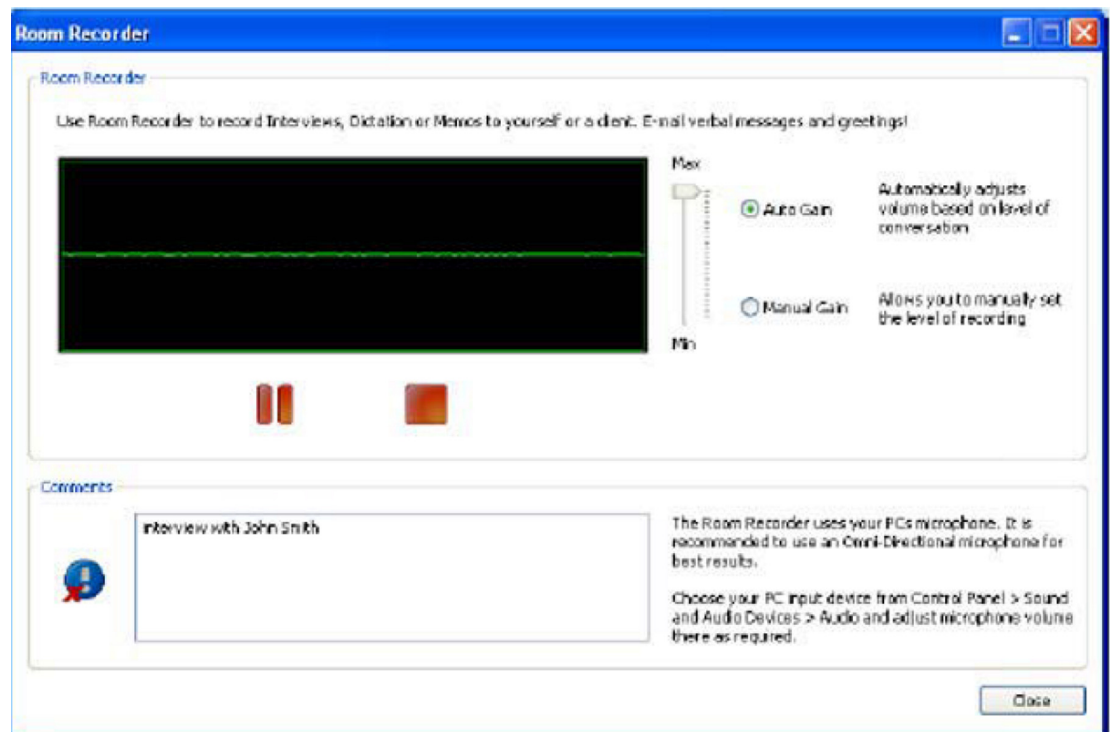 Room Recorder
Room Recorder
Use Room Recorder to record Interviews, Dictation or Memos to yourself or a client. E-mail verbal messages and greetings!
Max
Auto Gain
Automatically adjusts
volume based on level of
conversation
Manual Gain
Allows you to manually set
the level of recording
Min
Comments
Interview with John Smith
The Room Recorder uses your PCs microphone. It is
recommended to use an Omni-Directional microphone for
best results.
Choose your PC input device from Control Panel > Sound
and Audio Devices > Audio and adjust microphone volume
there as required.
Close